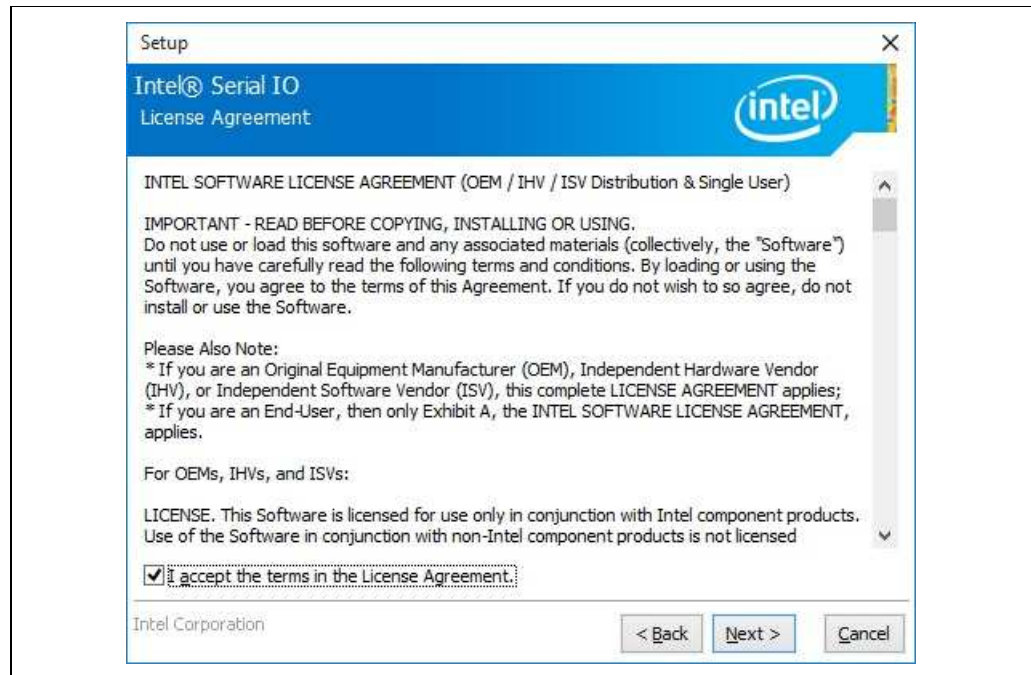 Setup
Intel® Serial IO
License Agreement
intel
INTEL SOFTWARE LICENSE AGREEMENT (OEM / IHV / ISV Distribution & Single User)
IMPORTANT - READ BEFORE COPYING, INSTALLING OR USING.
Do not use or load this software and any associated materials (collectively, the "Software")
until you have carefully read the following terms and conditions. By loading or using the
Software, you agree to the terms of this Agreement. If you do not wish to so agree, do not
install or use the Software.
Please Also Note:
* If you are an Original Equipment Manufacturer (OEM), Independent Hardware Vendor
(IHV), or Independent Software Vendor (ISV), this complete LICENSE AGREEMENT applies;
* If you are an End-User, then only Exhibit A, the INTEL SOFTWARE LICENSE AGREEMENT,
applies.
For OEMs, IHVs, and ISVs:
LICENSE. This Software is licensed for use only in conjunction with Intel component products.
Use of the Software in conjunction with non-Intel component products is not licensed
I accept the terms in the License Agreement.
Intel Corporation
< Back Next > Cancel